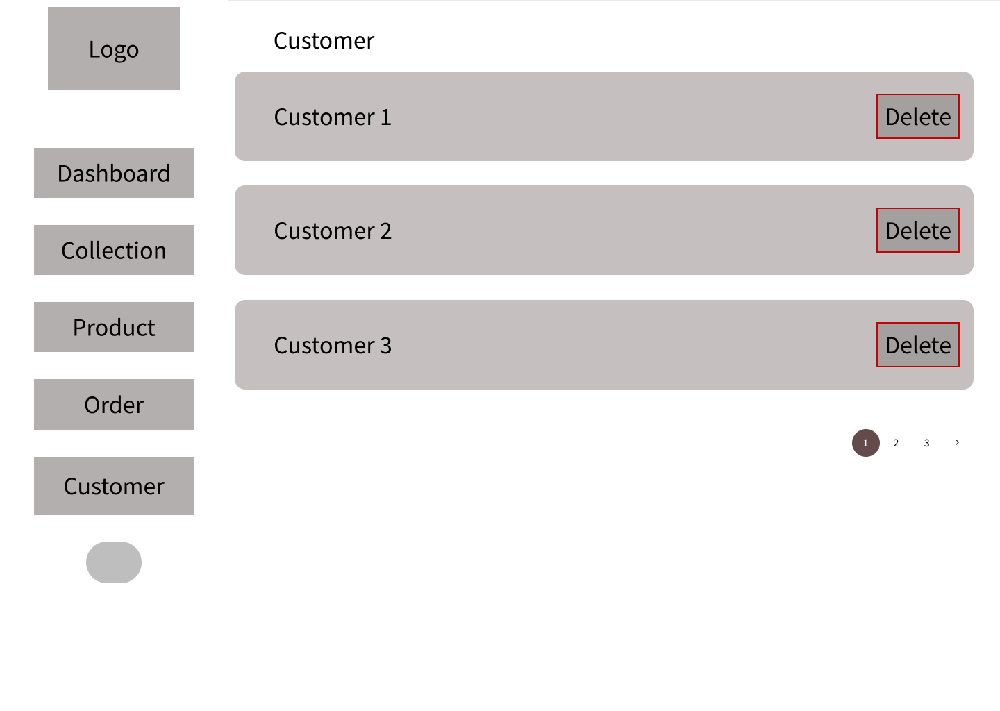 Logo
Dashboard
Collection
Product
Order
Customer
Customer
Customer 1
Delete
Customer 2
Delete
Customer 3
Delete
1 2 3 >